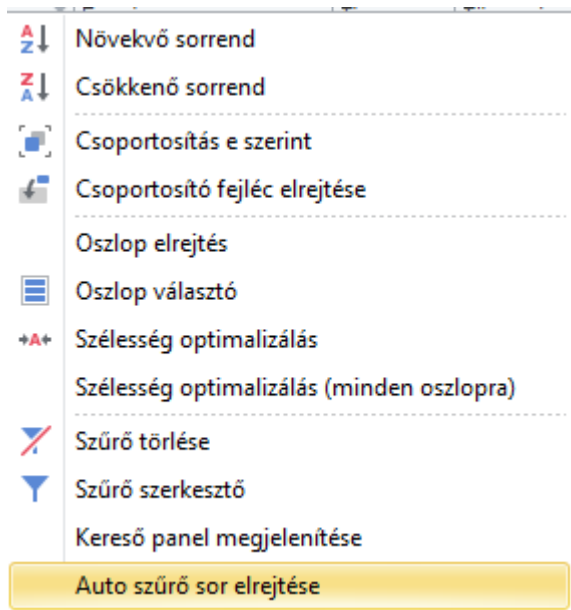 Növekvő sorrend
Csökkenő sorrend
Csoportosítás e szerint
Csoportosító fejléc elrejtése
Oszlop elrejtés
Oszlop választó
Szélesség optimalizálás
Szélesség optimalizálás (minden oszlopra)
Szűrő törlése
Szűrő szerkesztő
Kereső panel megjelenítése
Auto szűrő sor elrejtése